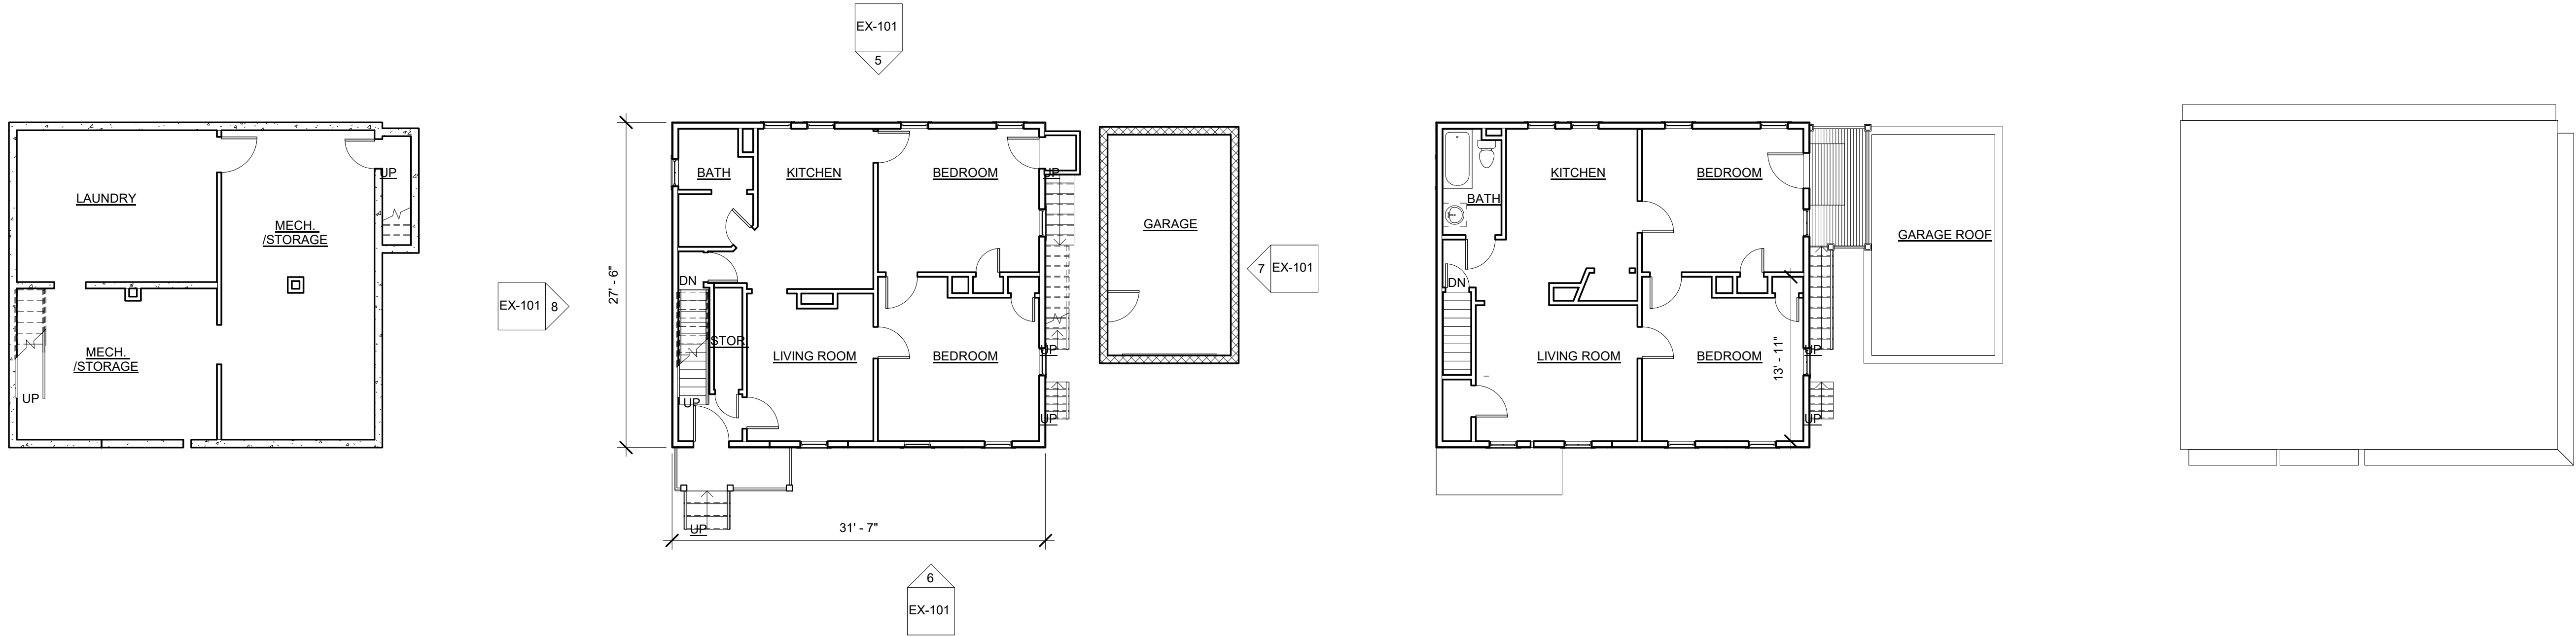 LAUNDRY
MECH.
/STORAGE
UP
MECH.
/STORAGE
UP
EX-101
5
EX-101 8
27' - 6"
BATH
KITCHEN
BEDROOM
UP
DN
STOR.
LIVING ROOM
BEDROOM
UP
UP
UP
UP
31' - 7"
GARAGE
7 EX-101
6
EX-101
KITCHEN
BEDROOM
BATH
DN
LIVING ROOM
BEDROOM
13' - 11"
UP
UP
GARAGE ROOF